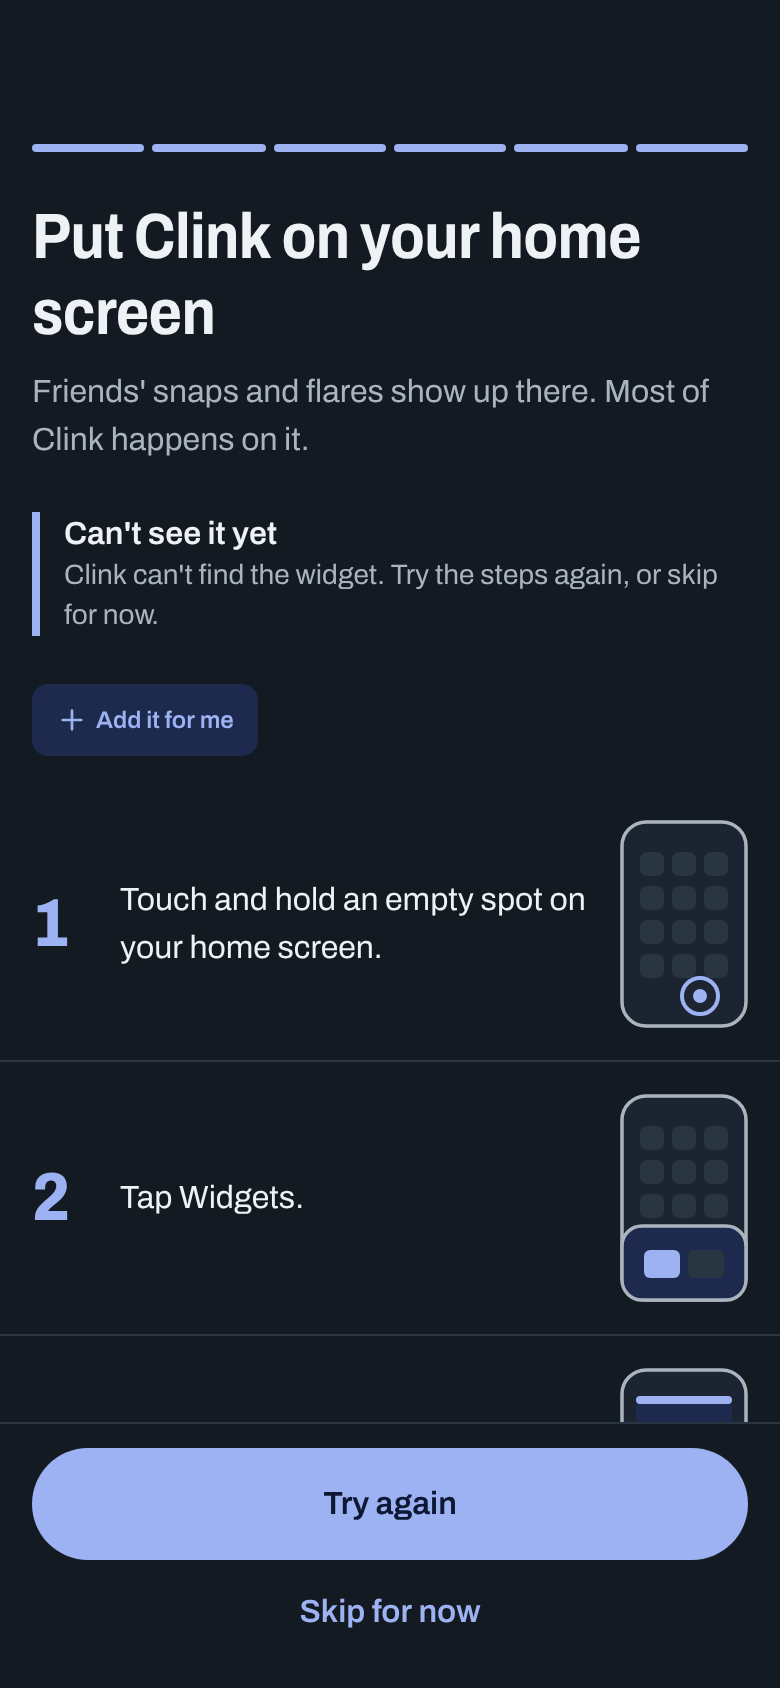 Put Clink on your home
screen
Friends' snaps and flares show up there. Most of
Clink happens on it.
Can't see it yet
Clink can't find the widget. Try the steps again, or skip
for now.
Add it for me
1
Touch and hold an empty spot on
your home screen.
2
Tap Widgets.
Try again
Skip for now